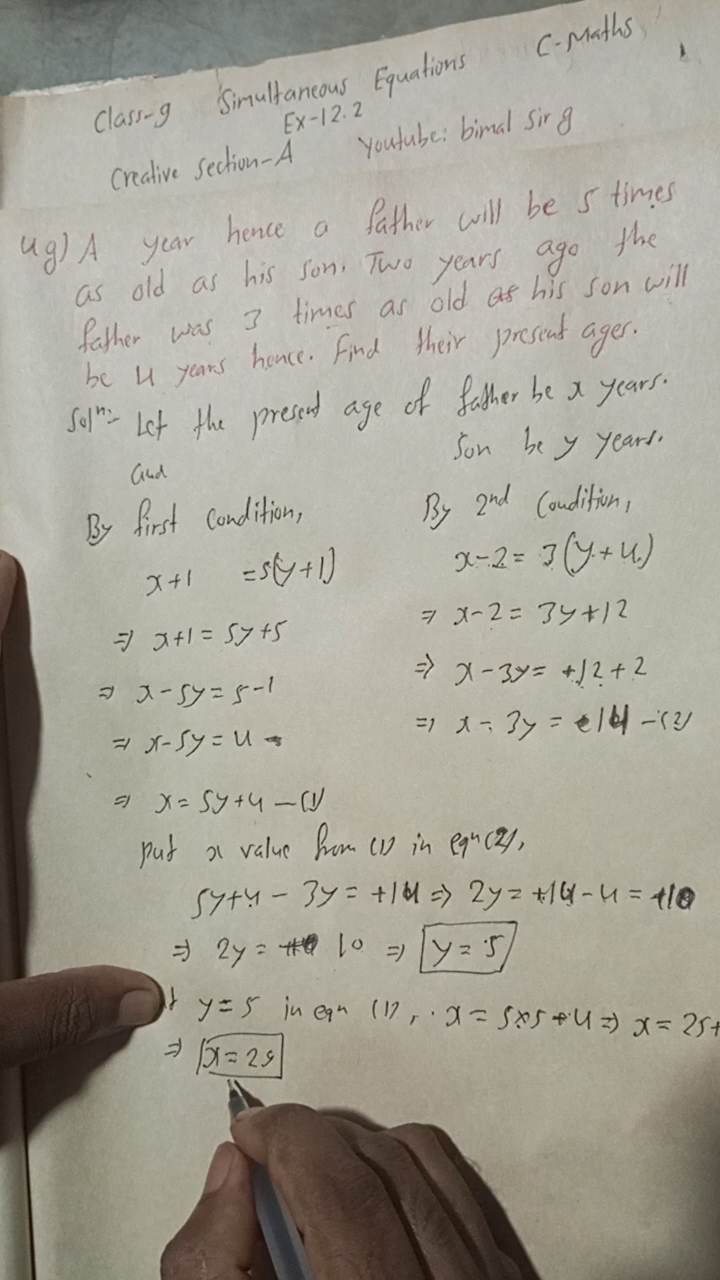 Class-9 Simultaneous Equations C-Maths
Ex-12.2
Creative Section-A Youtube: bimal sir g
4g) A year hence a father will be 5 times
as old as his son. Two years ago the
father was 3 times as old as his son will
be 4 years hence. Find their present ages.
Solⁿ:- Let the present age of father be x years.
and son be y years.
By first Condition,
x+1 =5(y+1)
⇒ x+1 = 5y+5
⇒ x-5y = 5-1
⇒ x-5y = 4
⇒ x = 5y+4 -(1)
By 2nd Condition,
x-2 = 3(y+4)
⇒ x-2 = 3y+12
⇒ x-3y = +12+2
⇒ x-3y = 14 -(2)
put x value from (1) in eqn(2),
5y+4 - 3y = +14 ⇒ 2y = +14-4 = 10
⇒ 2y = 10 ⇒ y = 5
y=5 in eqn (1), x = 5×5+4 ⇒ x = 25+
⇒ x = 29